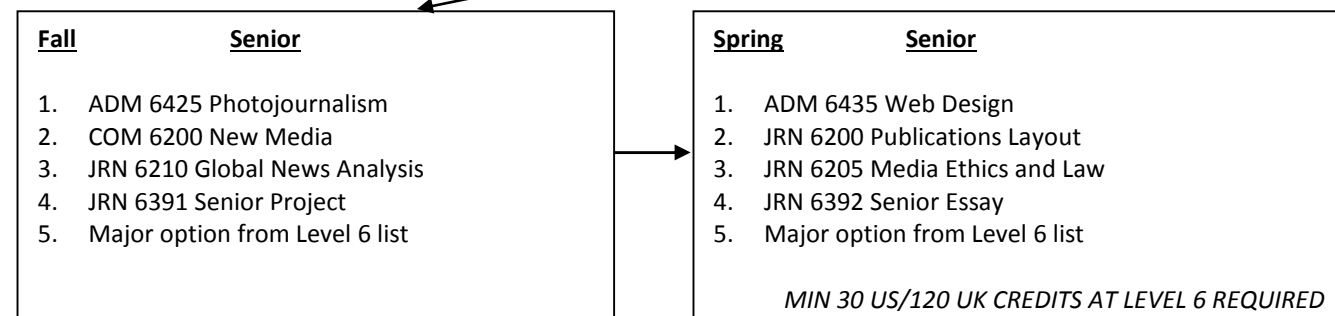 Fall Senior
1. ADM 6425 Photojournalism
2. COM 6200 New Media
3. JRN 6210 Global News Analysis
4. JRN 6391 Senior Project
5. Major option from Level 6 list
Spring Senior
1. ADM 6435 Web Design
2. JRN 6200 Publications Layout
3. JRN 6205 Media Ethics and Law
4. JRN 6392 Senior Essay
5. Major option from Level 6 list
MIN 30 US/120 UK CREDITS AT LEVEL 6 REQUIRED